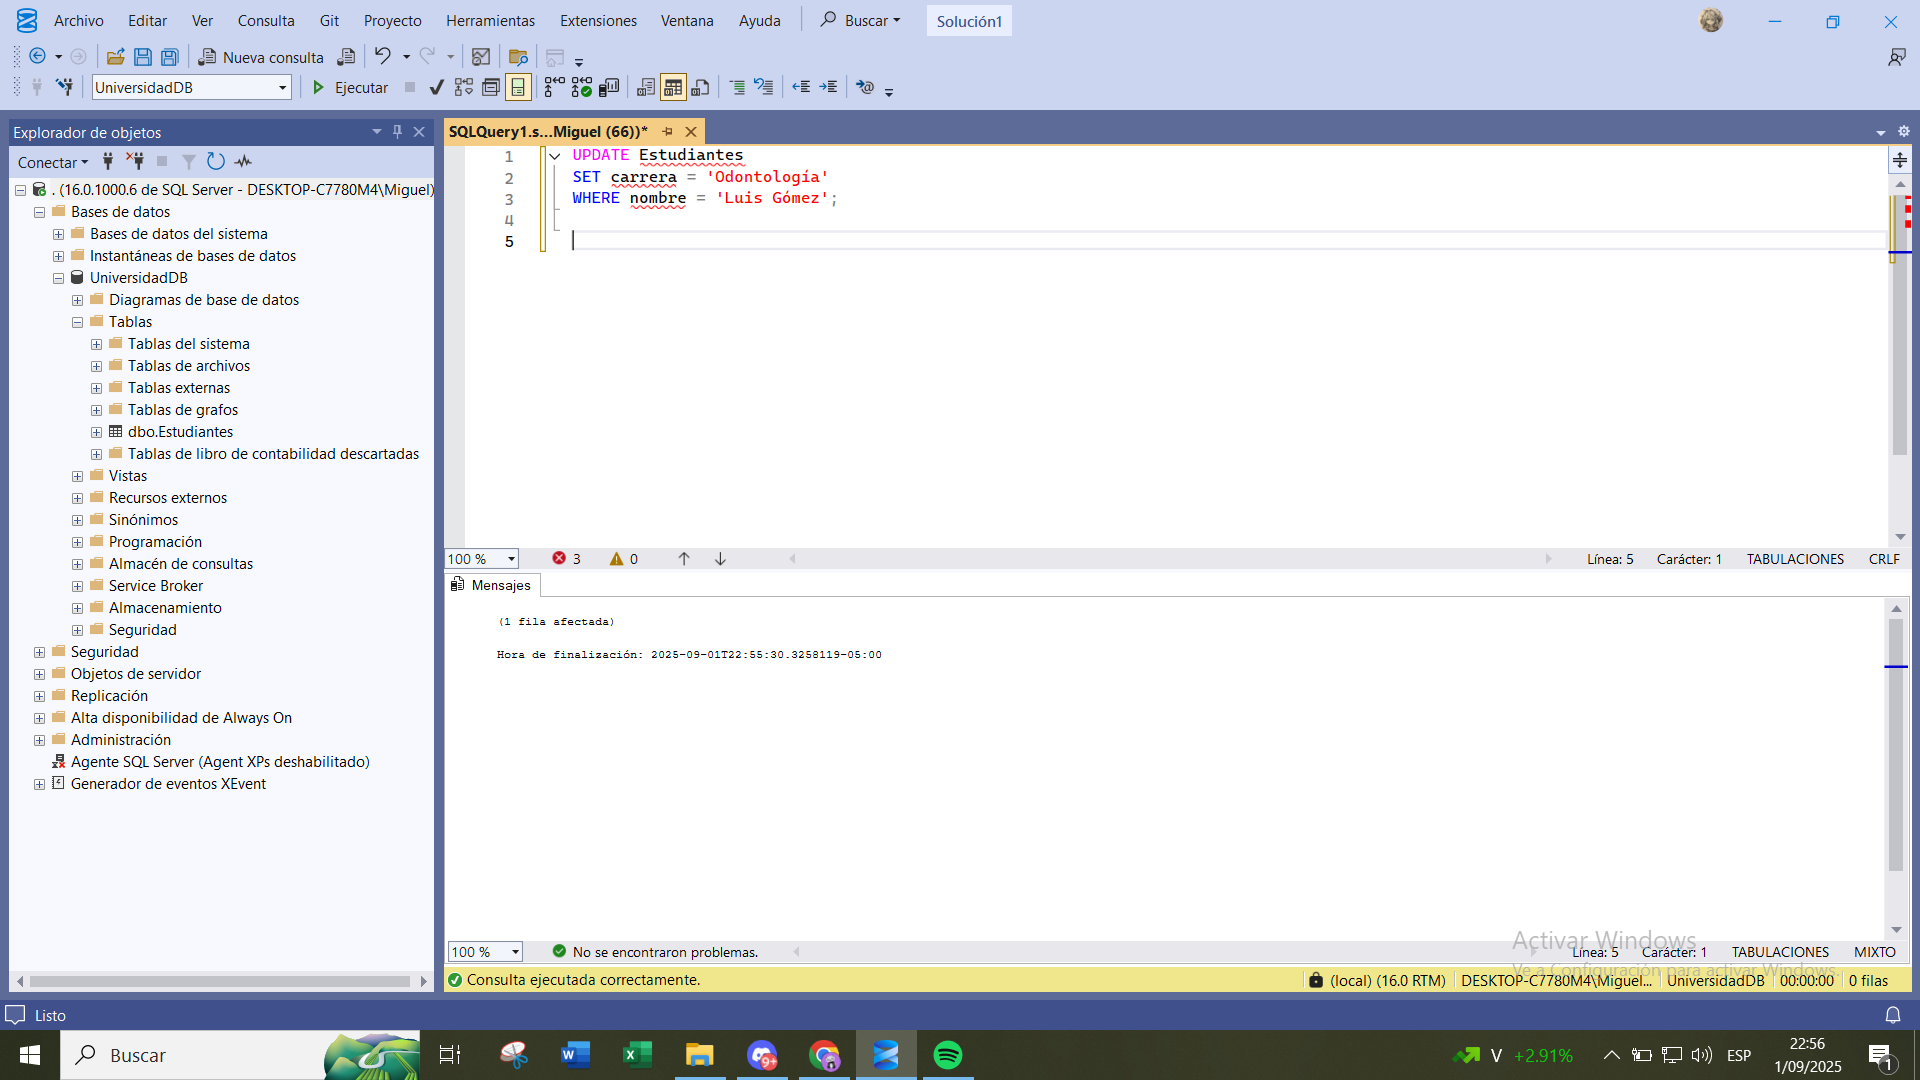 Archivo Editar Ver Consulta Git Proyecto Herramientas Extensiones Ventana Ayuda Buscar Solución1
Nueva consulta
UniversidadDB Ejecutar
Explorador de objetos
Conectar
. (16.0.1000.6 de SQL Server - DESKTOP-C7780M4\Miguel)
Bases de datos
Bases de datos del sistema
Instantáneas de bases de datos
UniversidadDB
Diagramas de base de datos
Tablas
Tablas del sistema
Tablas de archivos
Tablas externas
Tablas de grafos
dbo.Estudiantes
Tablas de libro de contabilidad descartadas
Vistas
Recursos externos
Sinónimos
Programación
Almacén de consultas
Service Broker
Almacenamiento
Seguridad
Seguridad
Objetos de servidor
Replicación
Alta disponibilidad de Always On
Administración
Agente SQL Server (Agent XPs deshabilitado)
Generador de eventos XEvent
SQLQuery1.s...Miguel (66))*
1 UPDATE Estudiantes
2 SET carrera = 'Odontología'
3 WHERE nombre = 'Luis Gómez';
4
5
100 % 3 0 Línea: 5 Carácter: 1 TABULACIONES CRLF
Mensajes
(1 fila afectada)
Hora de finalización: 2025-09-01T22:55:30.3258119-05:00
Activar Windows
Ve a Configuración para activar Windows.
100 % No se encontraron problemas. Línea: 5 Carácter: 1 TABULACIONES MIXTO
Consulta ejecutada correctamente. (local) (16.0 RTM) DESKTOP-C7780M4\Miguel... UniversidadDB 00:00:00 0 filas
Listo
Buscar V +2.91% ESP 22:56
1/09/2025 1